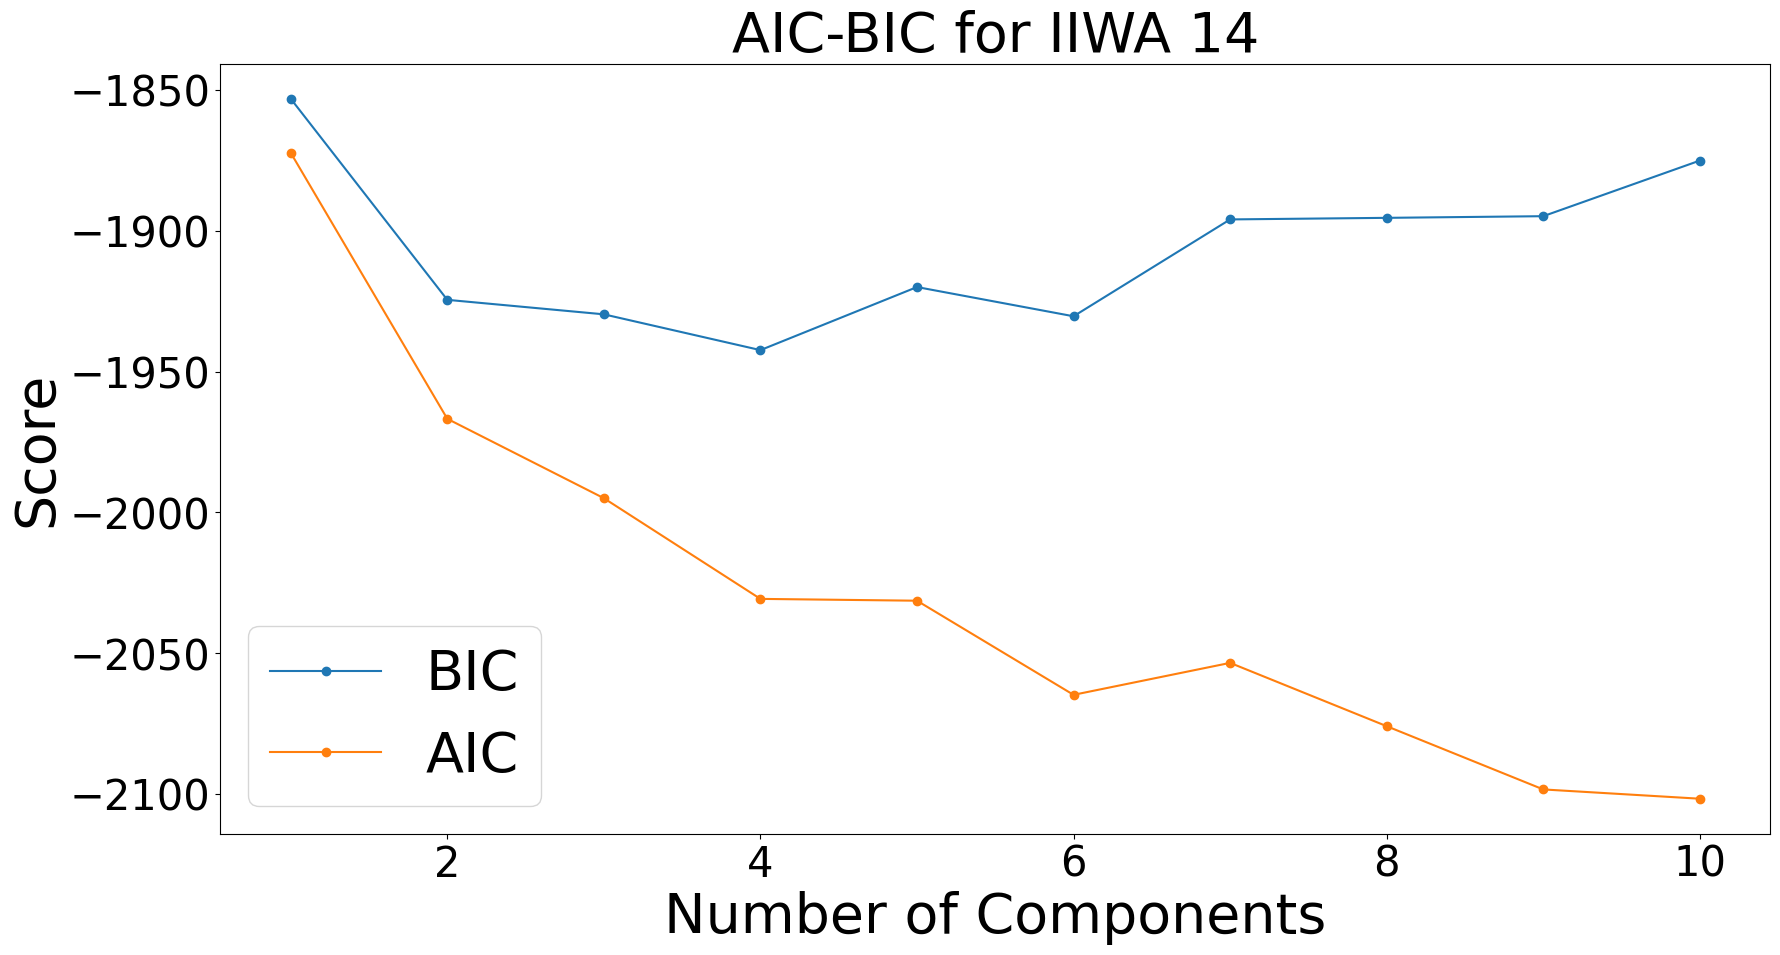 AIC-BIC for IIWA 14
−1850
−1900
−1950
−2000
−2050
−2100
Score
BIC
AIC
2 4 6 8 10
Number of Components